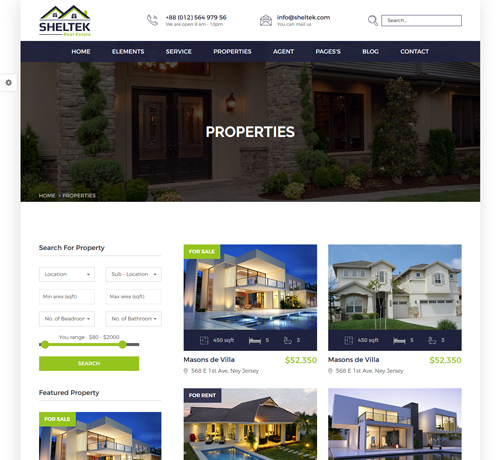 SHELTEK
Real Estate
+88 (012) 564 979 56
We are open 9 am - 10pm
info@sheltek.com
You can mail us
Search..
HOME ELEMENTS SERVICE PROPERTIES AGENT PAGES'S BLOG CONTACT
PROPERTIES
HOME > PROPERTIES
Search For Property
Location
Sub - Location
Min area (sqft)
Max area (sqft)
No. of Beadroom
No. of Bathroom
You range : $80 - $2000
SEARCH
Featured Property
FOR SALE
FOR SALE
450 sqft 5 3
Masons de Villa $52,350
568 E 1st Ave, Ney Jersey
450 sqft 5 3
Masons de Villa $52,350
568 E 1st Ave, Ney Jersey
FOR RENT